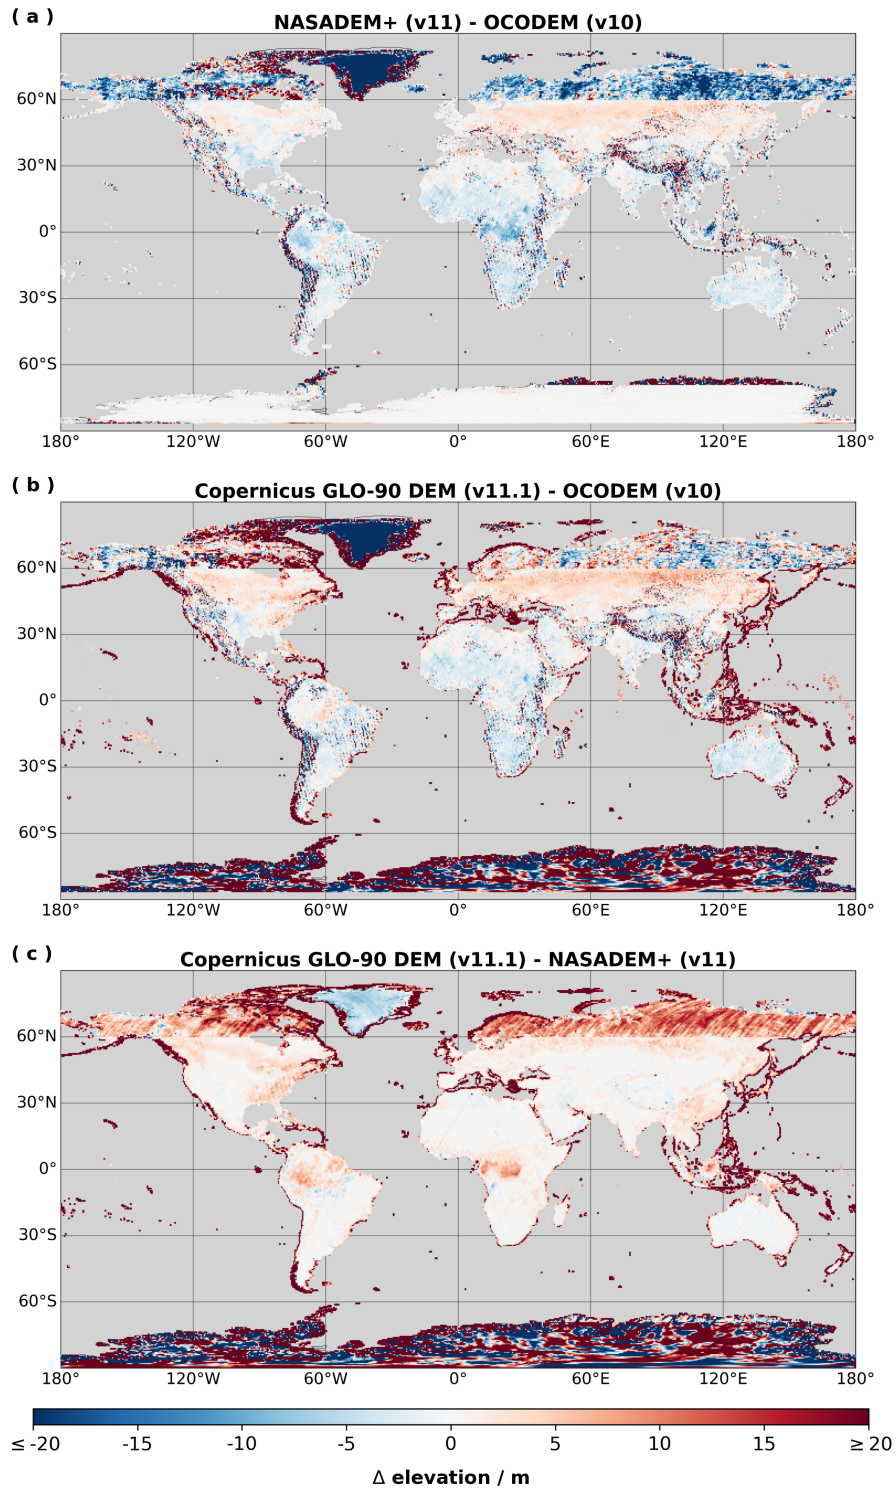 ( a )
NASADEM+ (v11) - OCODEM (v10)
60°N
30°N
0°
30°S
60°S
180° 120°W 60°W 0° 60°E 120°E 180°
( b )
Copernicus GLO-90 DEM (v11.1) - OCODEM (v10)
60°N
30°N
0°
30°S
60°S
180° 120°W 60°W 0° 60°E 120°E 180°
( c )
Copernicus GLO-90 DEM (v11.1) - NASADEM+ (v11)
60°N
30°N
0°
30°S
60°S
180° 120°W 60°W 0° 60°E 120°E 180°
≤ -20 -15 -10 -5 0 5 10 15 ≥ 20
Δ elevation / m